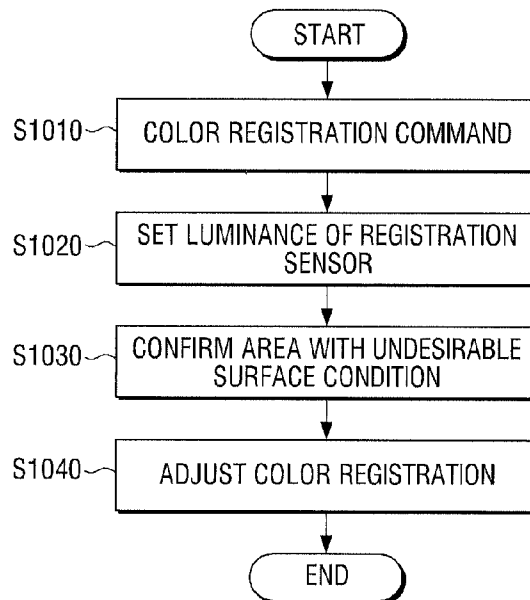 START
S1010
COLOR REGISTRATION COMMAND
S1020
SET LUMINANCE OF REGISTRATION
SENSOR
S1030
CONFIRM AREA WITH UNDESIRABLE
SURFACE CONDITION
S1040
ADJUST COLOR REGISTRATION
END